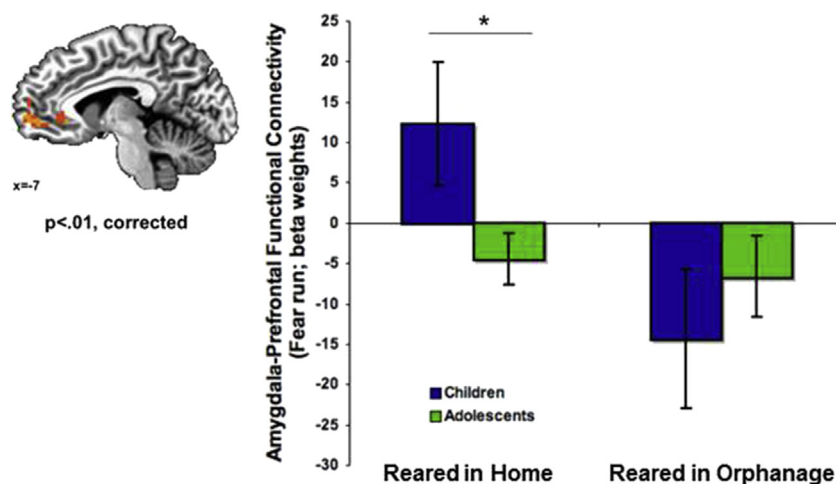 x=-7
p<.01, corrected
Amygdala-Prefrontal Functional Connectivity
(Fear run; beta weights)
25
20
15
10
5
0
-5
-10
-15
-20
-25
-30
*
Children
Adolescents
Reared in Home
Reared in Orphanage